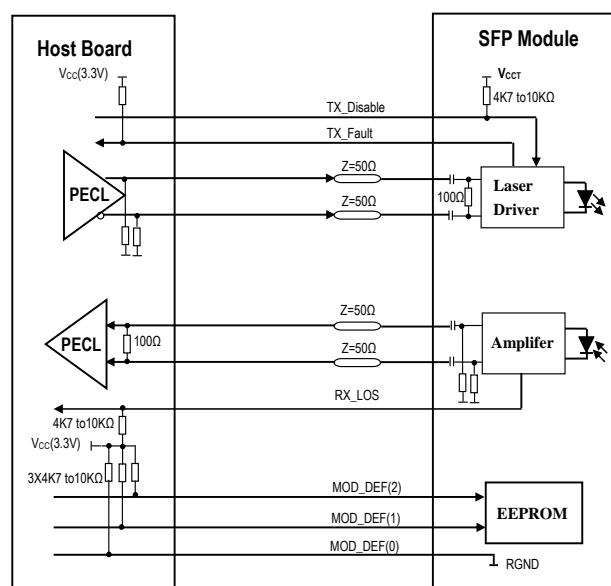 Host Board
SFP Module
Vcc(3.3V)
VCCT
4K7 to10KΩ
TX_Disable
TX_Fault
Z=50Ω
PECL
100Ω
Laser
Driver
Z=50Ω
Z=50Ω
PECL
100Ω
Amplifer
Z=50Ω
RX_LOS
4K7 to10KΩ
Vcc(3.3V)
3X4K7 to10KΩ
MOD_DEF(2)
EEPROM
MOD_DEF(1)
MOD_DEF(0)
RGND